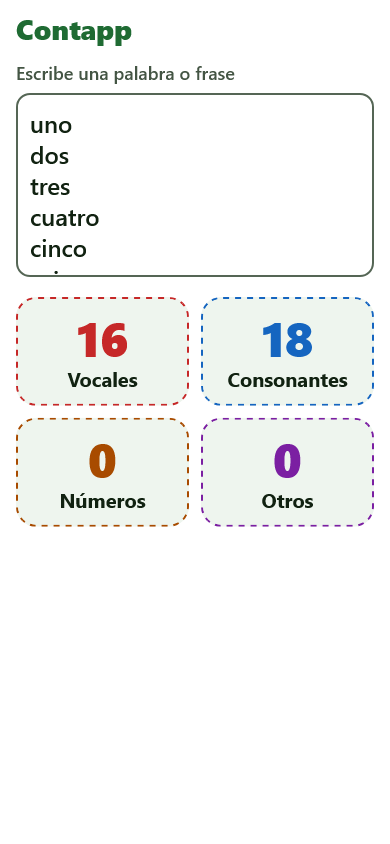 Contapp
Escribe una palabra o frase
uno
dos
tres
cuatro
cinco
16
Vocales
18
Consonantes
0
Números
0
Otros